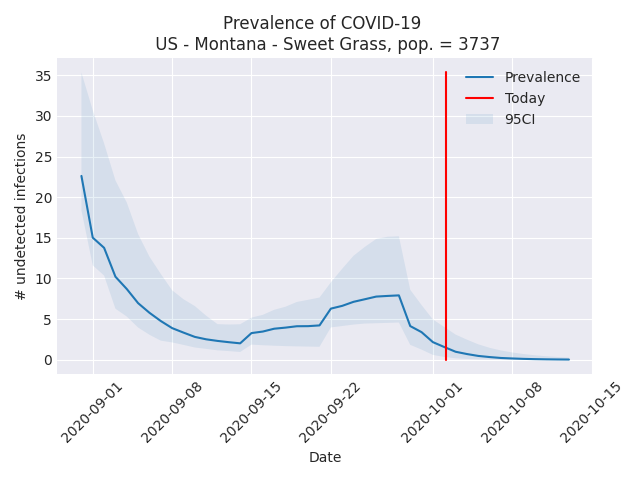 Prevalence of COVID-19
US - Montana - Sweet Grass, pop. = 3737
Prevalence
Today
95CI
# undetected infections
35
30
25
20
15
10
5
0
2020-09-01
2020-09-08
2020-09-15
2020-09-22
2020-10-01
2020-10-08
2020-10-15
Date